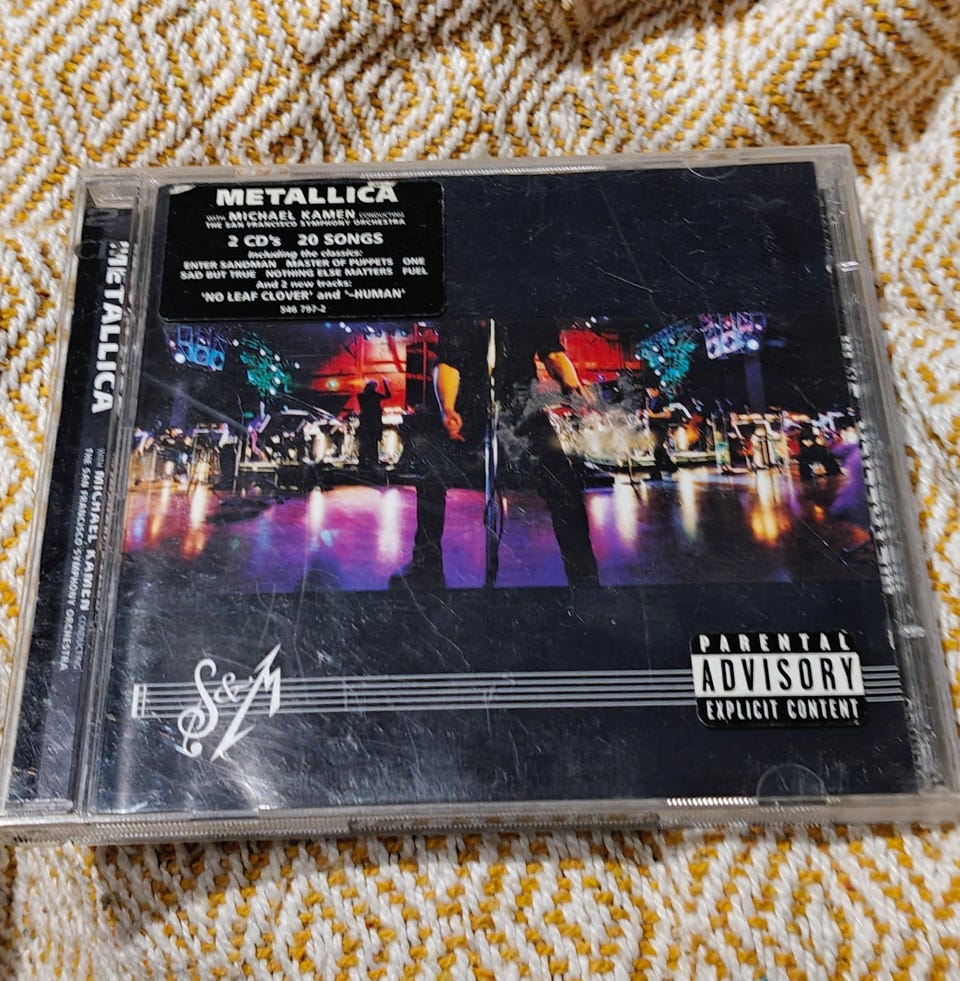 METALLICA
WITH MICHAEL KAMEN CONDUCTING
THE SAN FRANCISCO SYMPHONY ORCHESTRA
2 CD's 20 SONGS
Including the classics:
ENTER SANDMAN MASTER OF PUPPETS ONE
SAD BUT TRUE NOTHING ELSE MATTERS FUEL
And 2 new tracks:
'NO LEAF CLOVER' and '-HUMAN'
546 797-2
METALLICA
WITH MICHAEL KAMEN CONDUCTING
THE SAN FRANCISCO SYMPHONY ORCHESTRA
S&M
PARENTAL
ADVISORY
EXPLICIT CONTENT